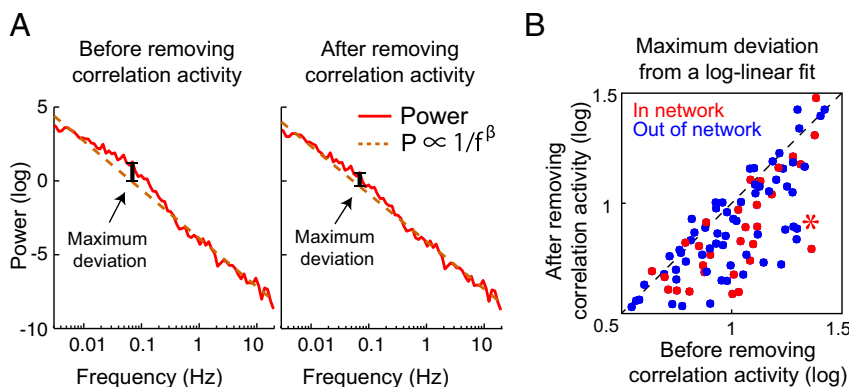 A
Before removing
correlation activity
After removing
correlation activity
Power (log)
5
0
-5
-10
Maximum
deviation
0.01 0.1 1 10
Frequency (Hz)
Power
P ∝ 1/f^β
Maximum
deviation
0.01 0.1 1 10
Frequency (Hz)
B
Maximum deviation
from a log-linear fit
After removing
correlation activity (log)
1.5
1
0.5
In network
Out of network
*
1 1.5
Before removing
correlation activity (log)